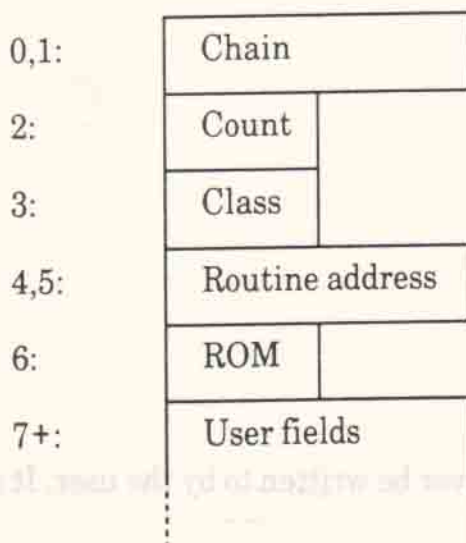 0,1: Chain
2: Count
3: Class
4,5: Routine address
6: ROM
7+: User fields